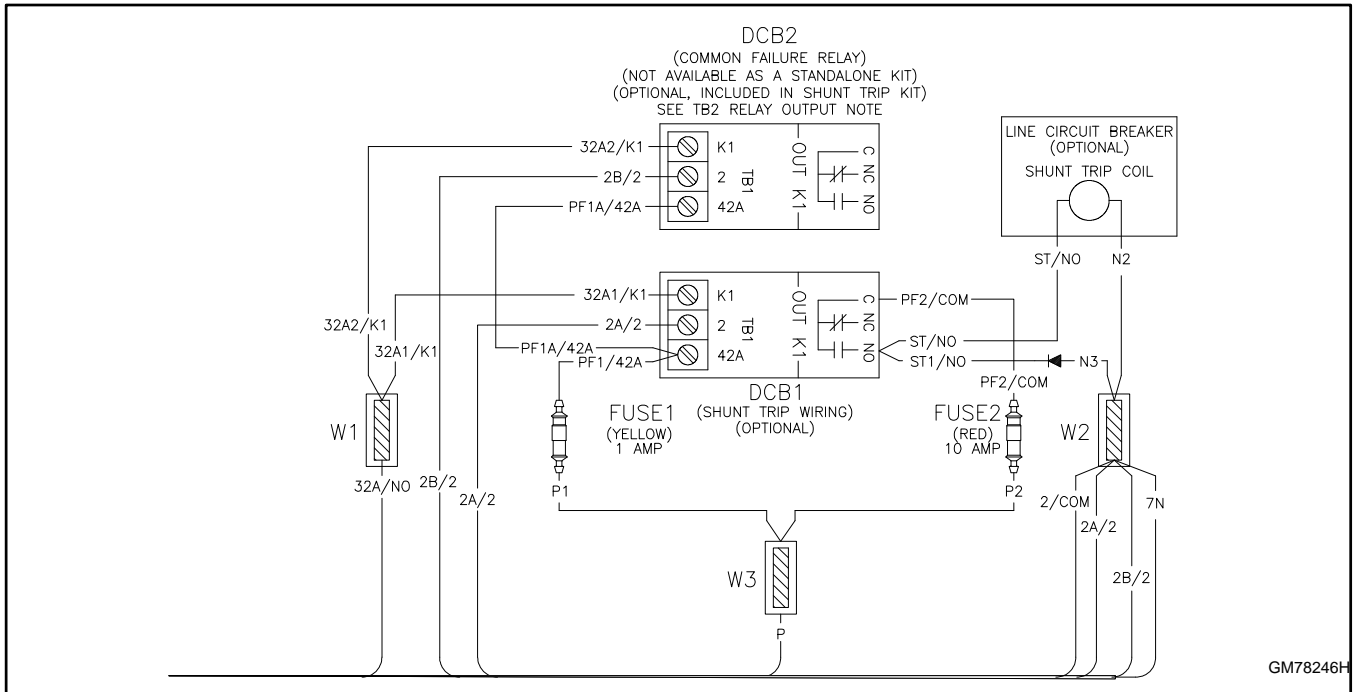 DCB2
(COMMON FAILURE RELAY)
(NOT AVAILABLE AS A STANDALONE KIT)
(OPTIONAL, INCLUDED IN SHUNT TRIP KIT)
SEE TB2 RELAY OUTPUT NOTE
32A2/K1
K1
2B/2
2
PF1A/42A
42A
TB1
OUT K1
C NC NO
LINE CIRCUIT BREAKER
(OPTIONAL)
SHUNT TRIP COIL
ST/NO
N2
32A1/K1
K1
2A/2
2
PF1A/42A
PF1/42A
42A
TB1
OUT K1
C NC NO
PF2/COM
ST/NO
ST1/NO
N3
PF2/COM
32A2/K1
32A1/K1
DCB1
(SHUNT TRIP WIRING)
(OPTIONAL)
FUSE1
(YELLOW)
1 AMP
FUSE2
(RED)
10 AMP
W1
W2
32A/NO
2B/2
2A/2
P1
P2
2/COM
2A/2
2B/2
7N
W3
P
GM78246H